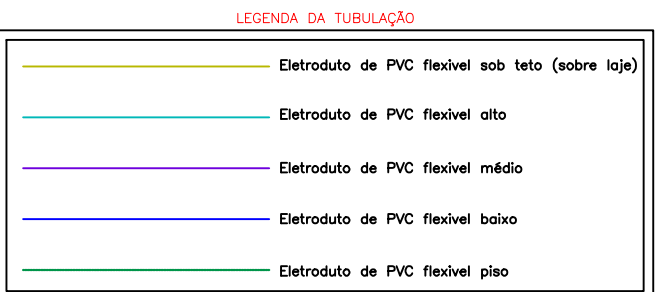 LEGENDA DA TUBULAÇÃO
Eletroduto de PVC flexivel sob teto (sobre laje)
Eletroduto de PVC flexivel alto
Eletroduto de PVC flexivel médio
Eletroduto de PVC flexivel baixo
Eletroduto de PVC flexivel piso